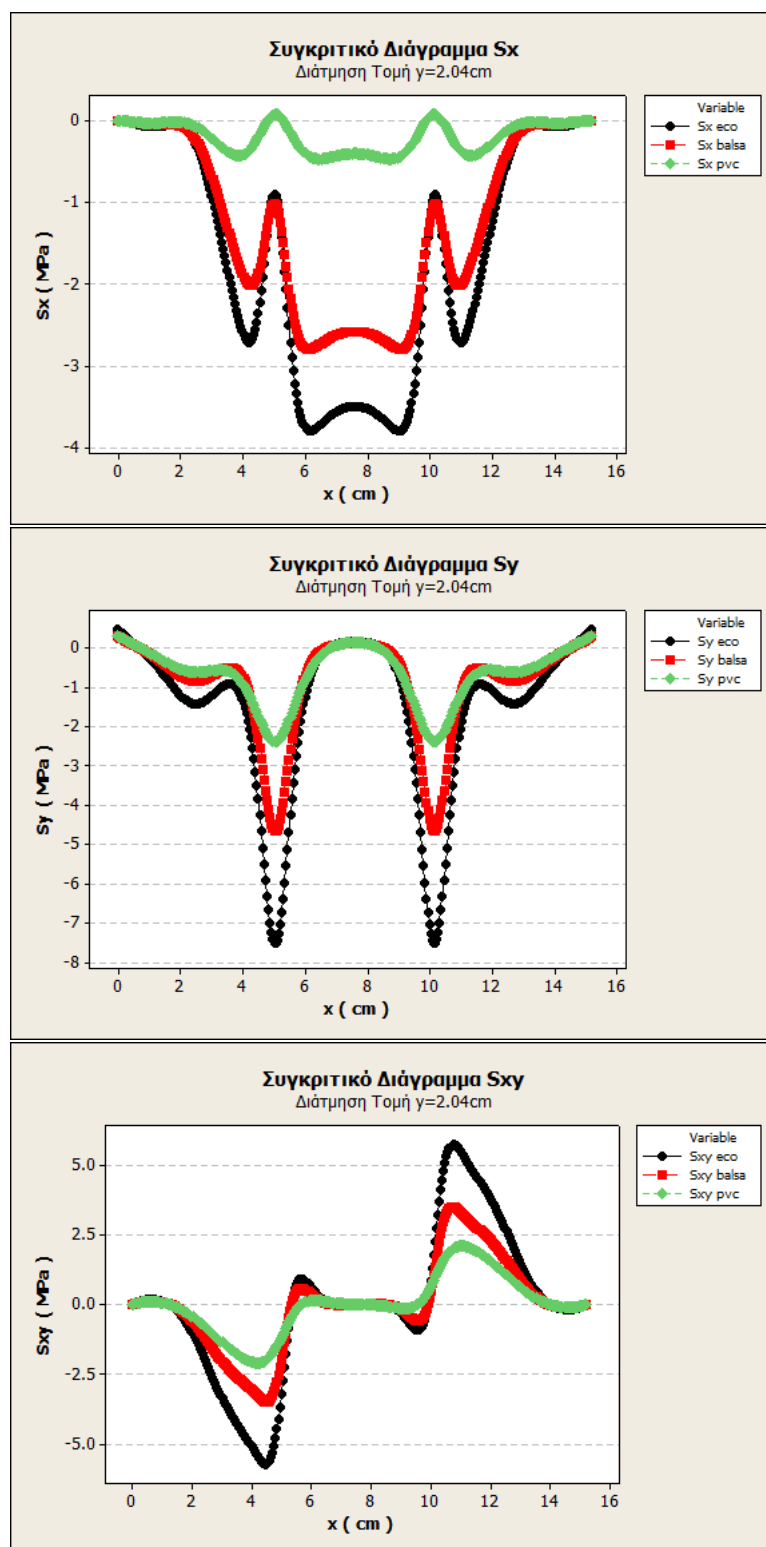 Συγκριτικό Διάγραμμα Sx
Διάτμηση Τομή y=2.04cm
Variable
Sx eco
Sx balsa
Sx pvc
0
-1
-2
-3
-4
Sx ( MPa )
0 2 4 6 8 10 12 14 16
x ( cm )
Συγκριτικό Διάγραμμα Sy
Διάτμηση Τομή y=2.04cm
Variable
Sy eco
Sy balsa
Sy pvc
0
-1
-2
-3
-4
-5
-6
-7
-8
Sy ( MPa )
0 2 4 6 8 10 12 14 16
x ( cm )
Συγκριτικό Διάγραμμα Sxy
Διάτμηση Τομή y=2.04cm
Variable
Sxy eco
Sxy balsa
Sxy pvc
5.0
2.5
0.0
-2.5
-5.0
Sxy ( MPa )
0 2 4 6 8 10 12 14 16
x ( cm )